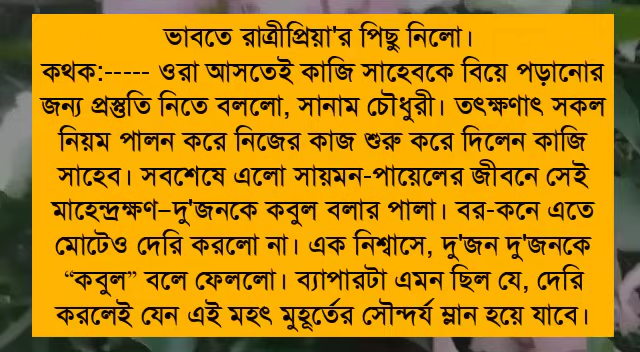 ভাবতে রাত্রীপ্রিয়া'র পিছু নিলো।
কথক:----- ওরা আসতেই কাজি সাহেবকে বিয়ে পড়ানোর
জন্য প্রস্তুতি নিতে বললো, সানাম চৌধুরী। তৎক্ষণাৎ সকল
নিয়ম পালন করে নিজের কাজ শুরু করে দিলেন কাজি
সাহেব। সবশেষে এলো সায়মন-পায়েলের জীবনে সেই
মাহেন্দ্রক্ষণ–দু'জনকে কবুল বলার পালা। বর-কনে এতে
মোটেও দেরি করলো না। এক নিশ্বাসে, দু'জন দু'জনকে
“কবুল” বলে ফেললো। ব্যাপারটা এমন ছিল যে, দেরি
করলেই যেন এই মহৎ মুহূর্তের সৌন্দর্য ম্লান হয়ে যাবে।